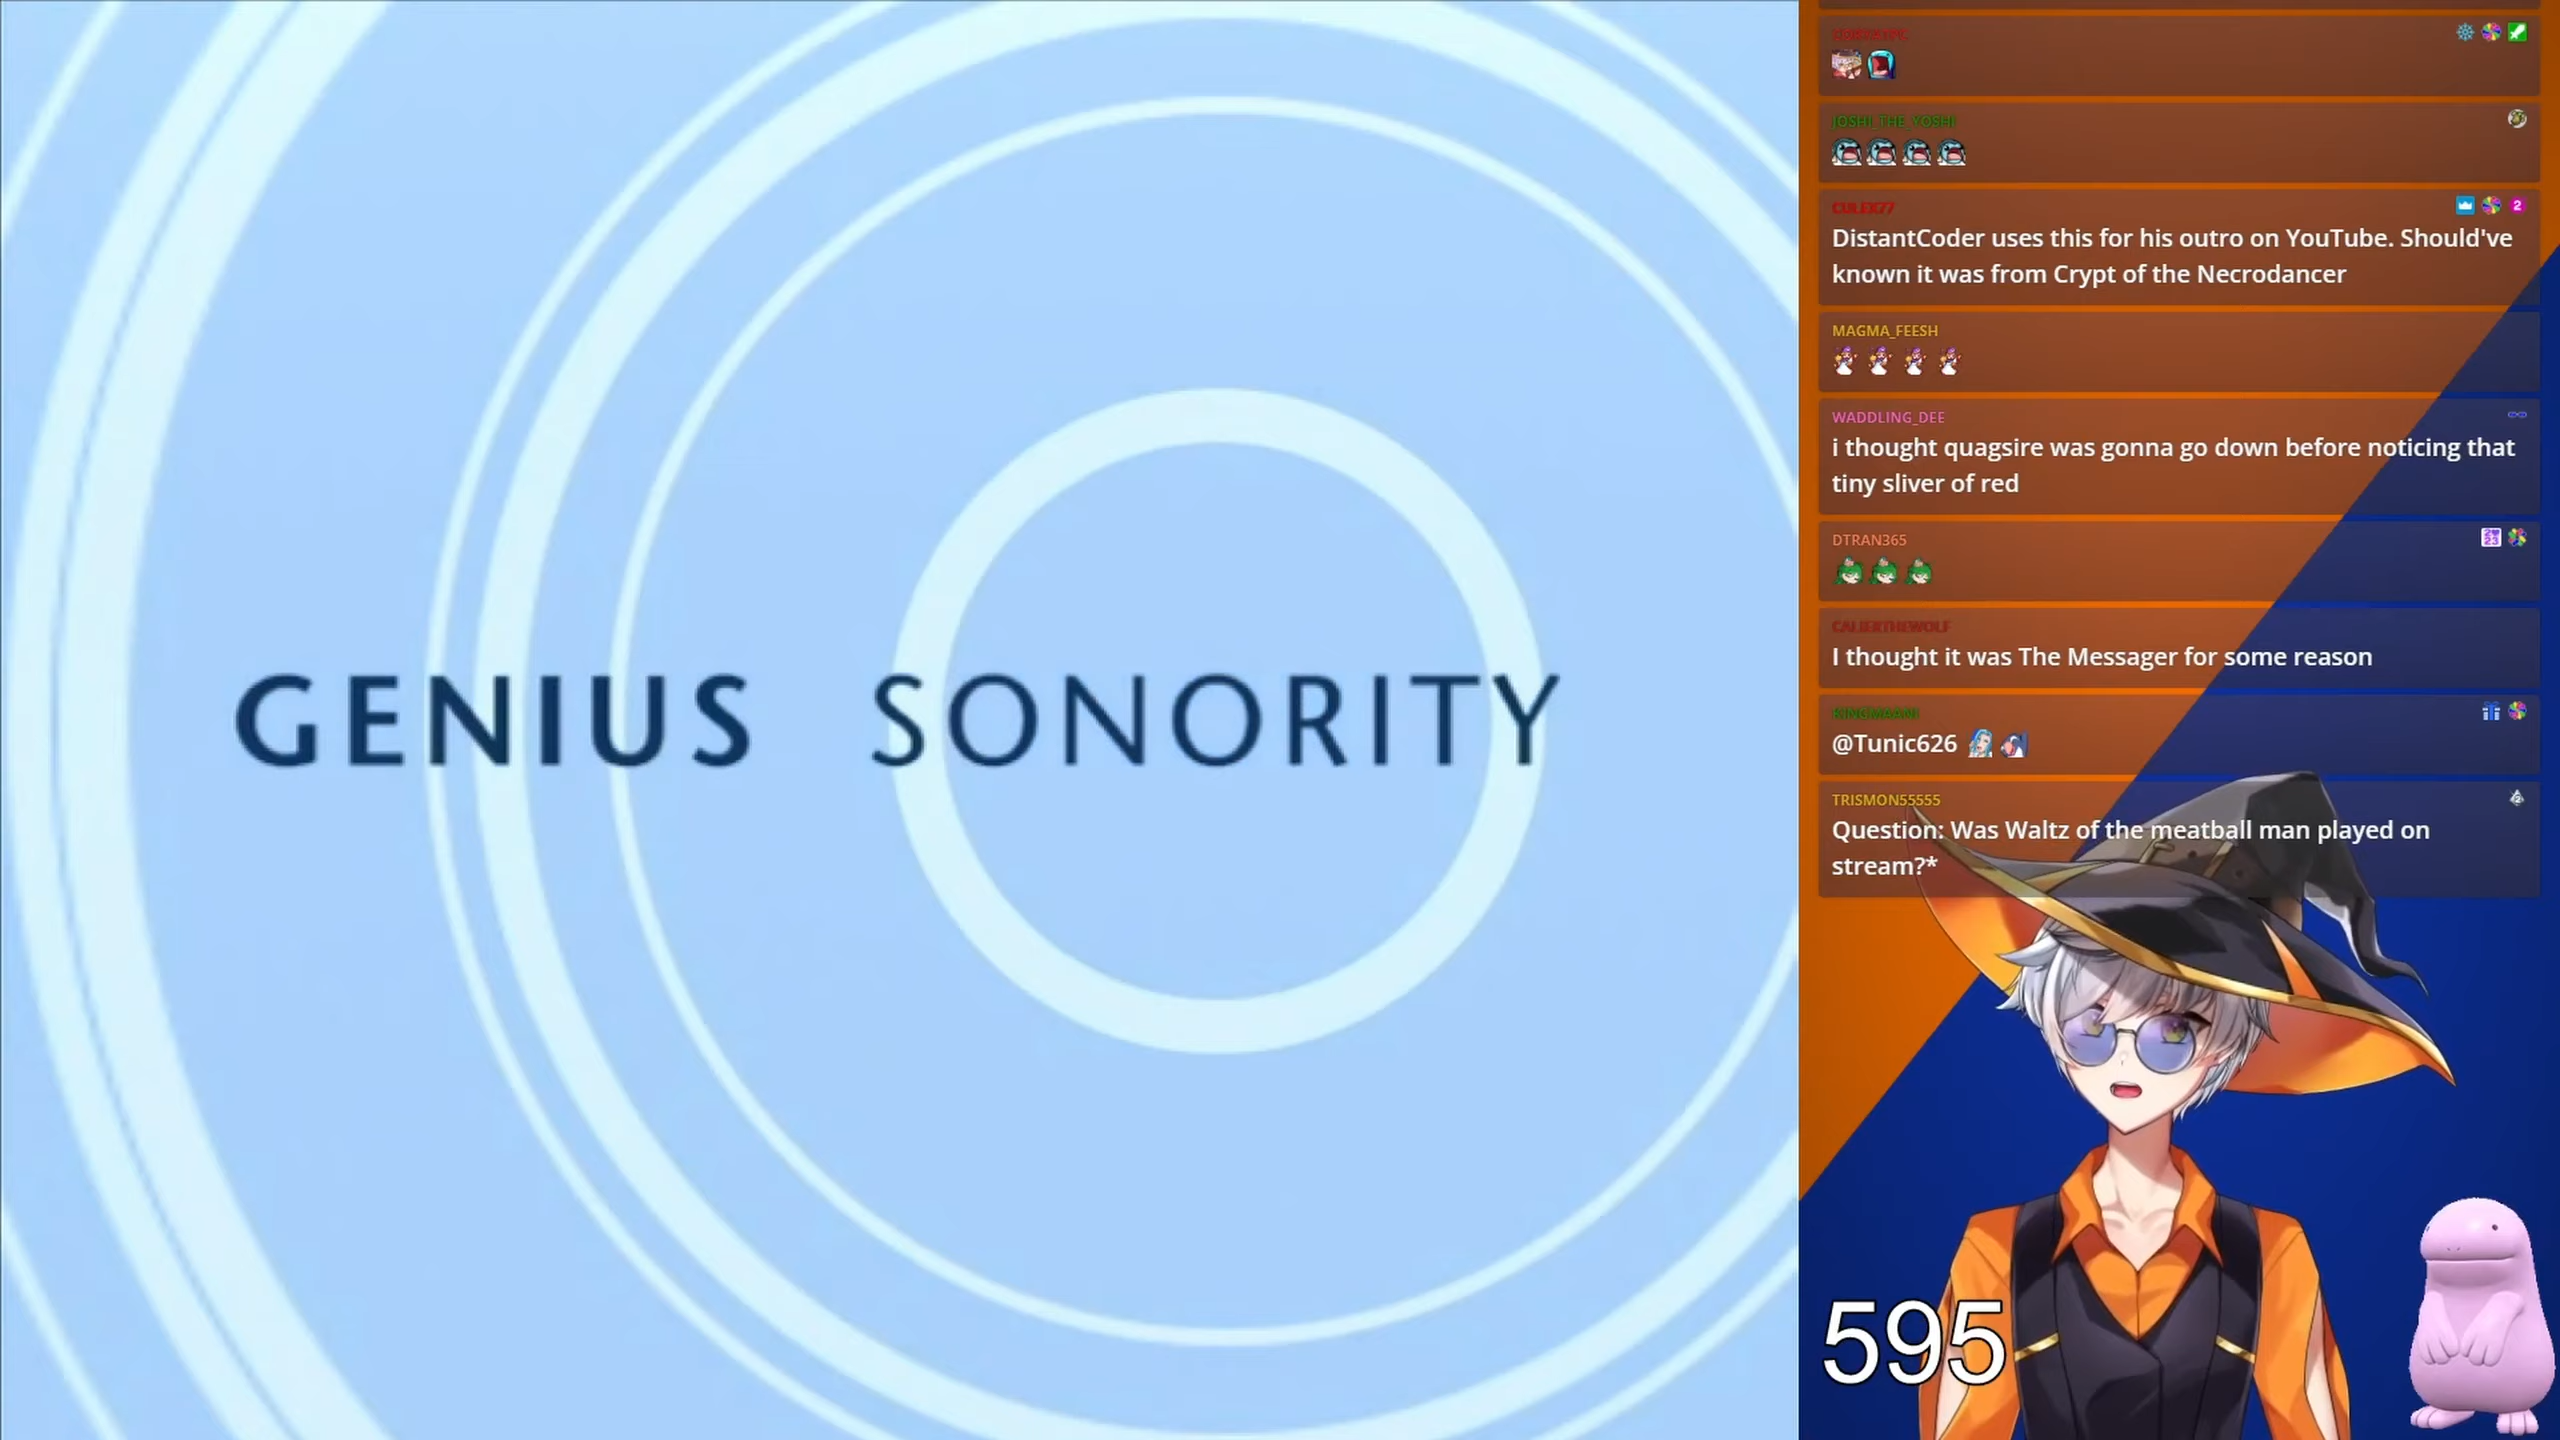 GENIUS SONORITY
JOSHI_THE_YOSHI
CULEX77
DistantCoder uses this for his outro on YouTube. Should've
known it was from Crypt of the Necrodancer
MAGMA_FEESH
WADDLING_DEE
i thought quagsire was gonna go down before noticing that
tiny sliver of red
DTRAN365
CALIERTHEWOLF
I thought it was The Messager for some reason
KINGMAANI
@Tunic626
TRISMON55555
Question: Was Waltz of the meatball man played on
stream?*
595